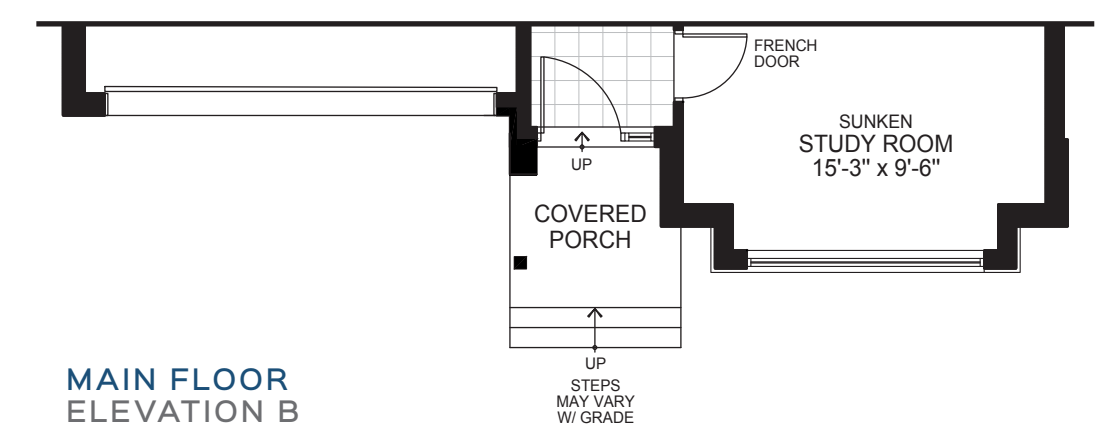 FRENCH
DOOR
SUNKEN
STUDY ROOM
15'-3" x 9'-6"
UP
COVERED
PORCH
UP
STEPS
MAY VARY
W/ GRADE
MAIN FLOOR
ELEVATION B